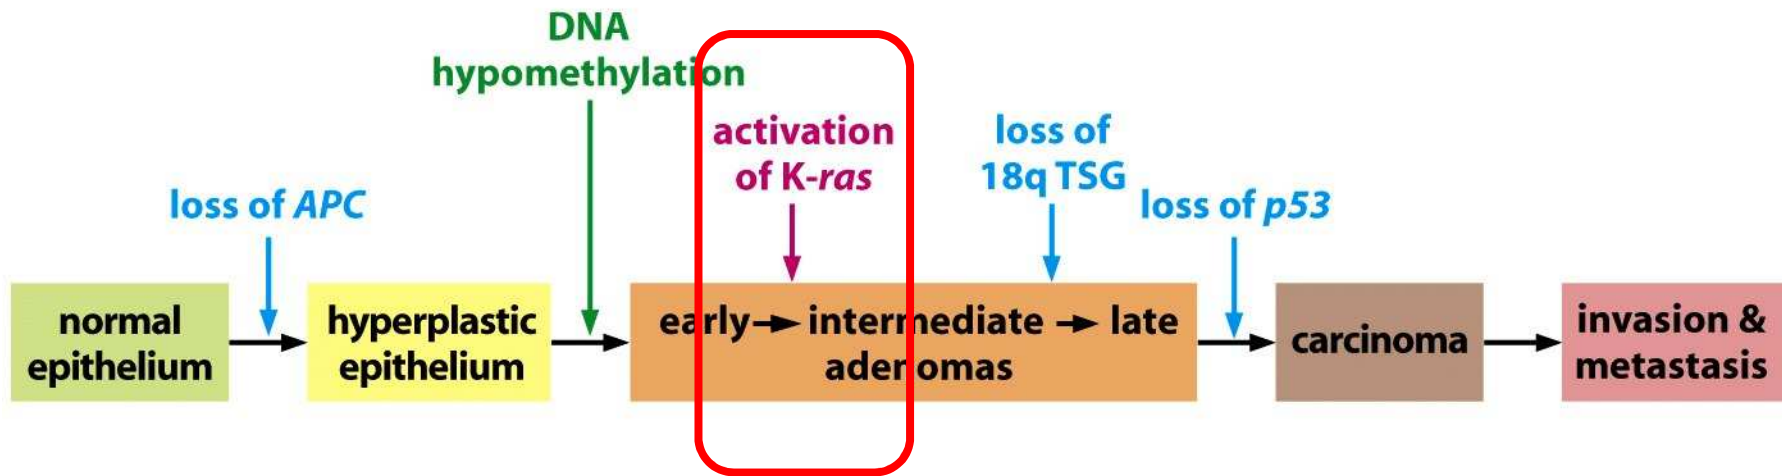 DNA
hypomethylation
activation
of K-ras
loss of
18q TSG
loss of APC
loss of p53
normal
epithelium
hyperplastic
epithelium
early
intermediate
late
adenomas
carcinoma
invasion &
metastasis